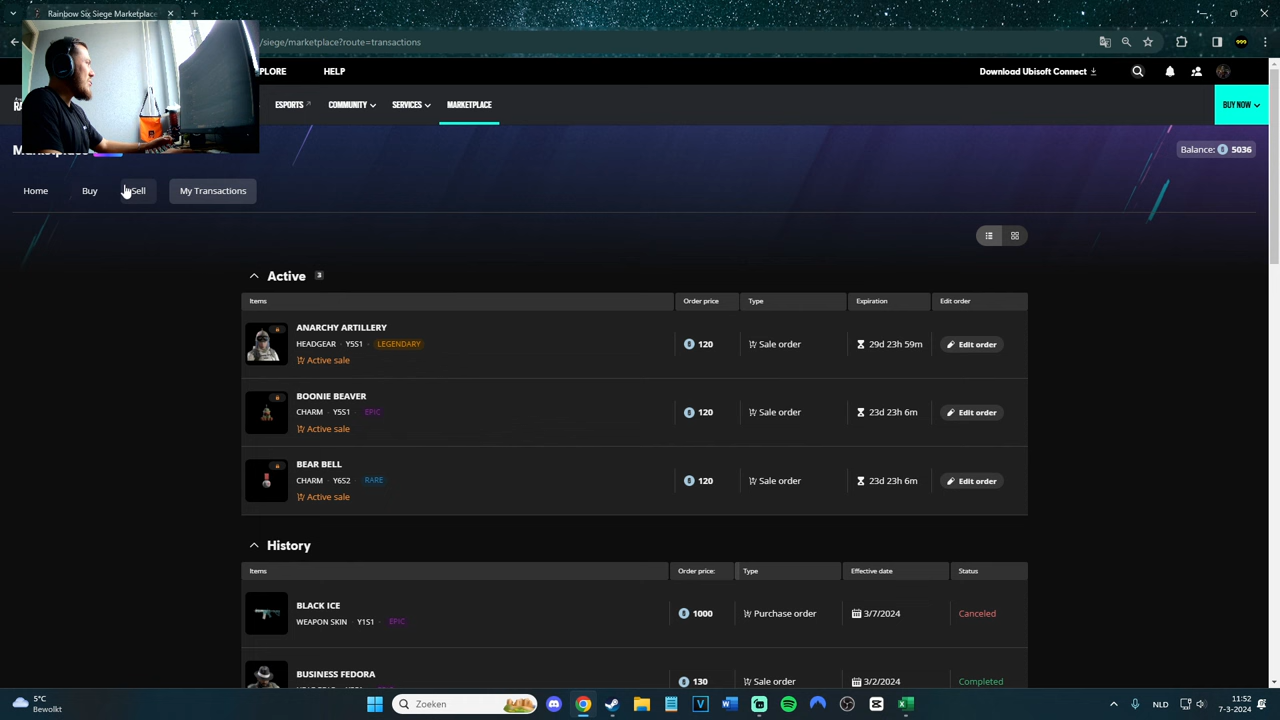 Rainbow Six Siege Marketplace
/siege/marketplace?route=transactions
PLORE HELP Download Ubisoft Connect
ESPORTS COMMUNITY SERVICES MARKETPLACE BUY NOW
Balance: 5036
Home Buy Sell My Transactions
Active 3
Items Order price Type Expiration Edit order
ANARCHY ARTILLERY
HEADGEAR · Y5S1 · LEGENDARY
Active sale
120 Sale order 29d 23h 59m Edit order
BOONIE BEAVER
CHARM · Y5S1 · EPIC
Active sale
120 Sale order 23d 23h 6m Edit order
BEAR BELL
CHARM · Y6S2 · RARE
Active sale
120 Sale order 23d 23h 6m Edit order
History
Items Order price: Type Effective date Status
BLACK ICE
WEAPON SKIN · Y1S1 · EPIC
1000 Purchase order 3/7/2024 Canceled
BUSINESS FEDORA
130 Sale order 3/2/2024 Completed
5°C
Bewolkt
Zoeken
NLD
11:52
7-3-2024